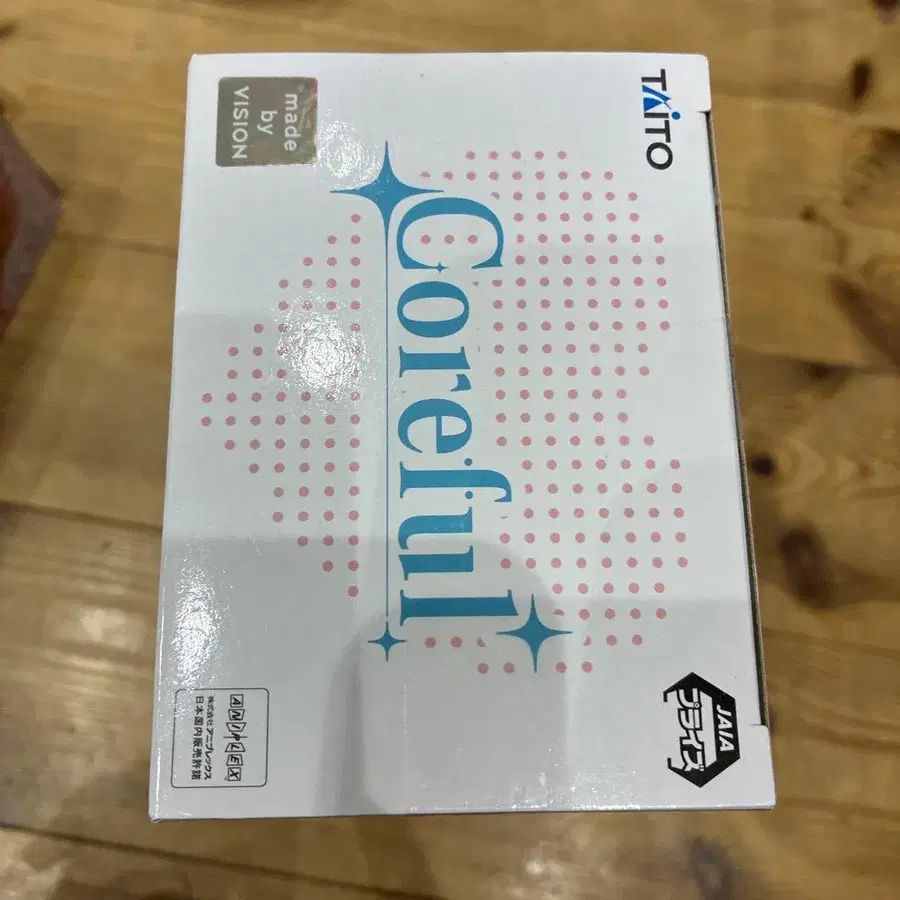 TAITO
made
by
VISION
Coreful
JAIA
プライズ
ANIPLEX
株式会社 アニプレックス
日本国内販売許諾